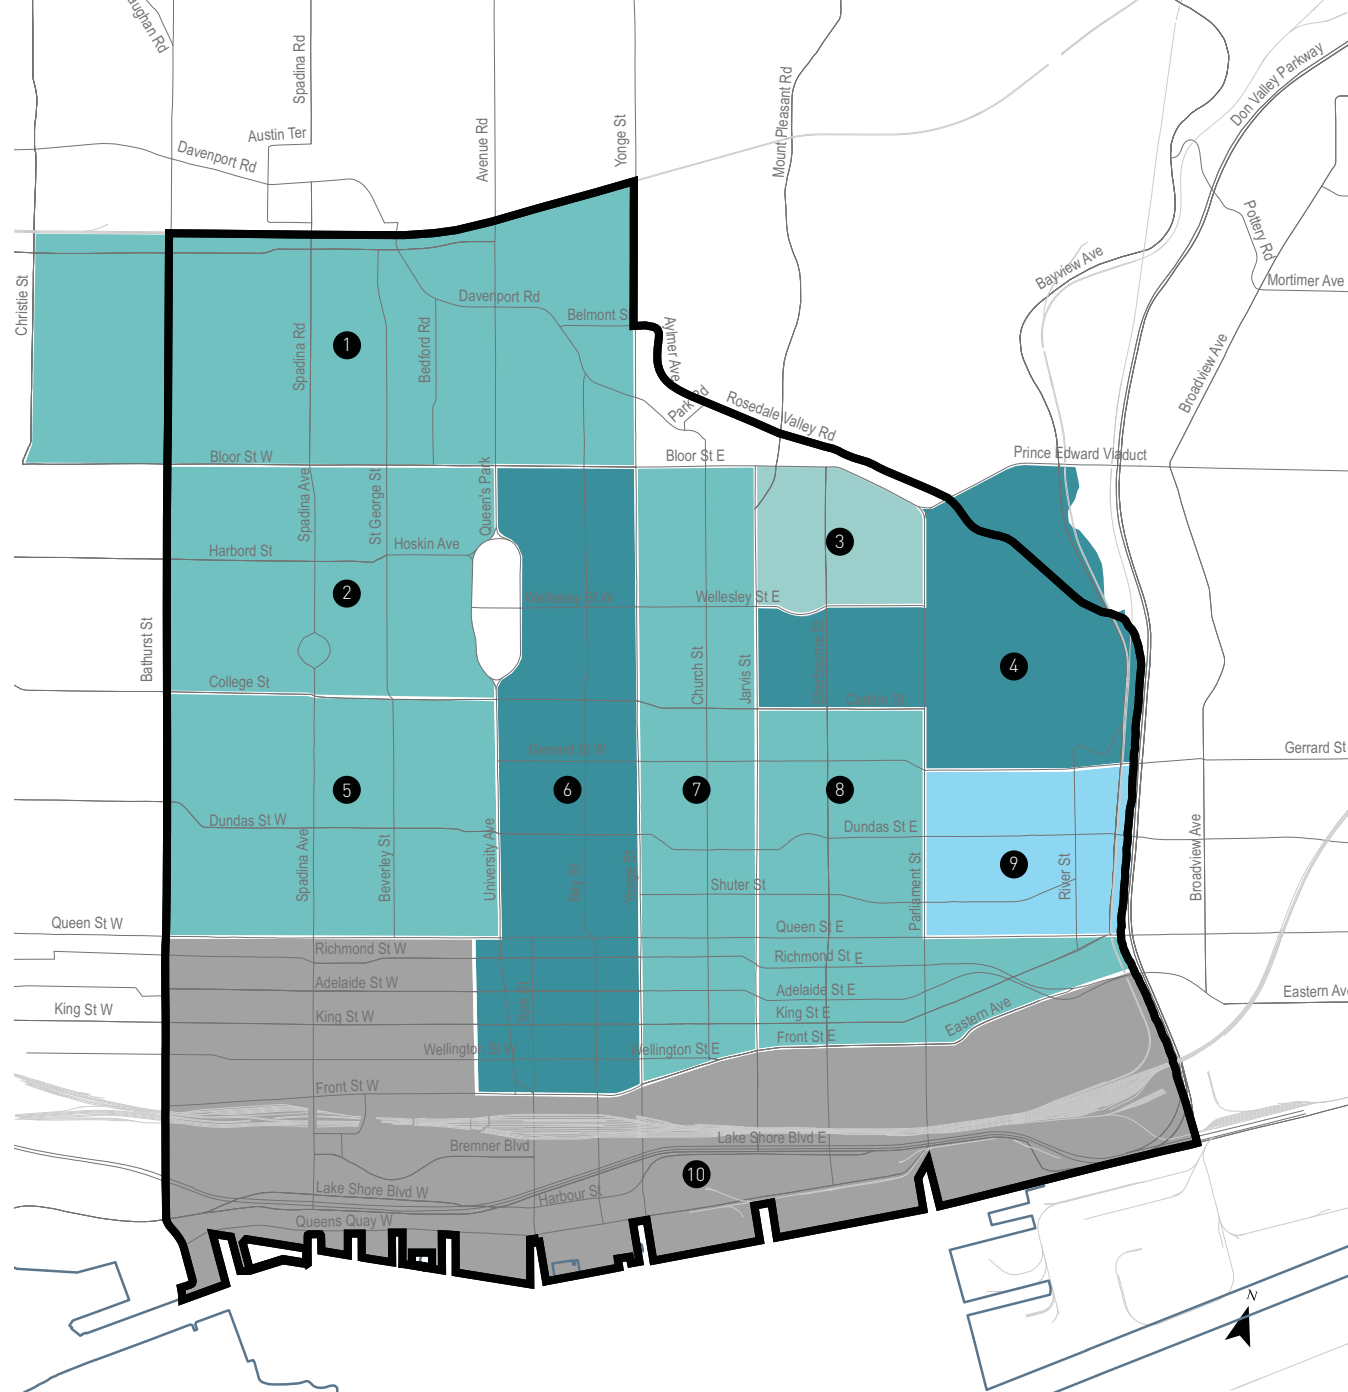 aughan Rd
Spadina Rd
Austin Ter
Davenport Rd
Avenue Rd
Yonge St
Mount Pleasant Rd
Don Valley Parkway
Pottery Rd
Bayview Ave
Mortimer Ave
Broadview Ave
Christie St
Davenport Rd
Belmont S
Aylmer Ave
Spadina Rd
1
Bedford Rd
Park Rd
Rosedale Valley Rd
Bloor St W
Bloor St E
Prince Edward Viaduct
Spadina Ave
St George St
Queen's Park
Harbord St
Hoskin Ave
3
2
Wellesley St W
Wellesley St E
Bathurst St
Church St
Jarvis St
Sherbourne St
4
College St
Carlton St
Gerrard St W
Gerrard St
5
6
7
8
Dundas St W
Dundas St E
Spadina Ave
Beverley St
University Ave
Bay St
Yonge St
Parliament St
9
River St
Broadview Ave
Shuter St
Queen St W
Queen St E
Richmond St W
Richmond St E
Adelaide St W
Adelaide St E
Eastern Av
King St W
King St W
York St
King St E
Eastern Ave
Front St E
Wellington St W
Wellington St E
Front St W
Bremner Blvd
Lake Shore Blvd E
10
Lake Shore Blvd W
Harbour St
Queens Quay W
N